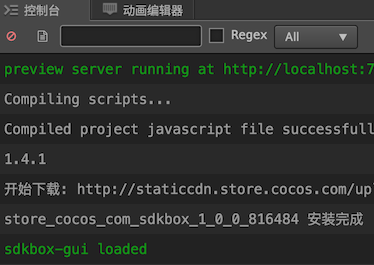 控制台 动画编辑器
Regex All
preview server running at http://localhost:7
Compiling scripts...
Compiled project javascript file successfull
1.4.1
开始下载: http://staticcdn.store.cocos.com/up
store_cocos_com_sdkbox_1_0_0_816484 安装完成
sdkbox-gui loaded